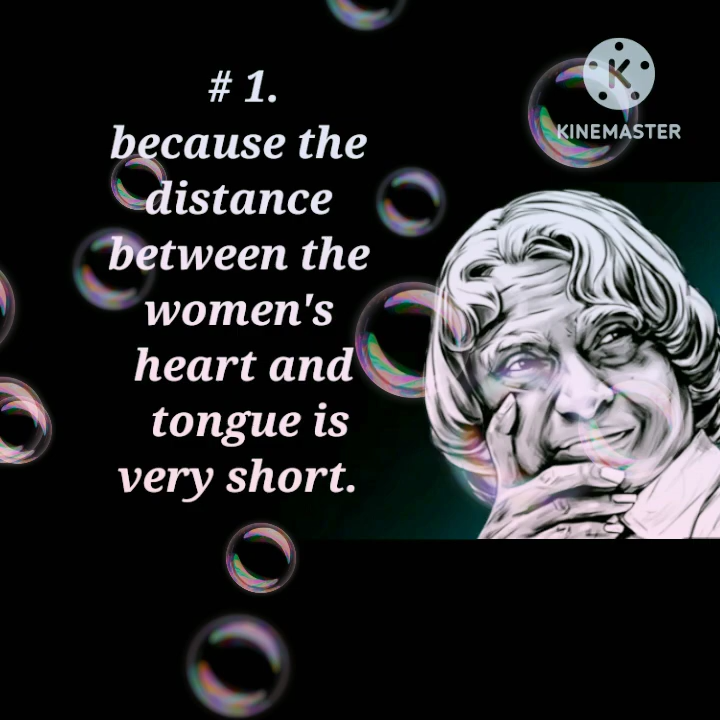 # 1.
because the
distance
between the
women's
heart and
tongue is
very short.
K
KINEMASTER